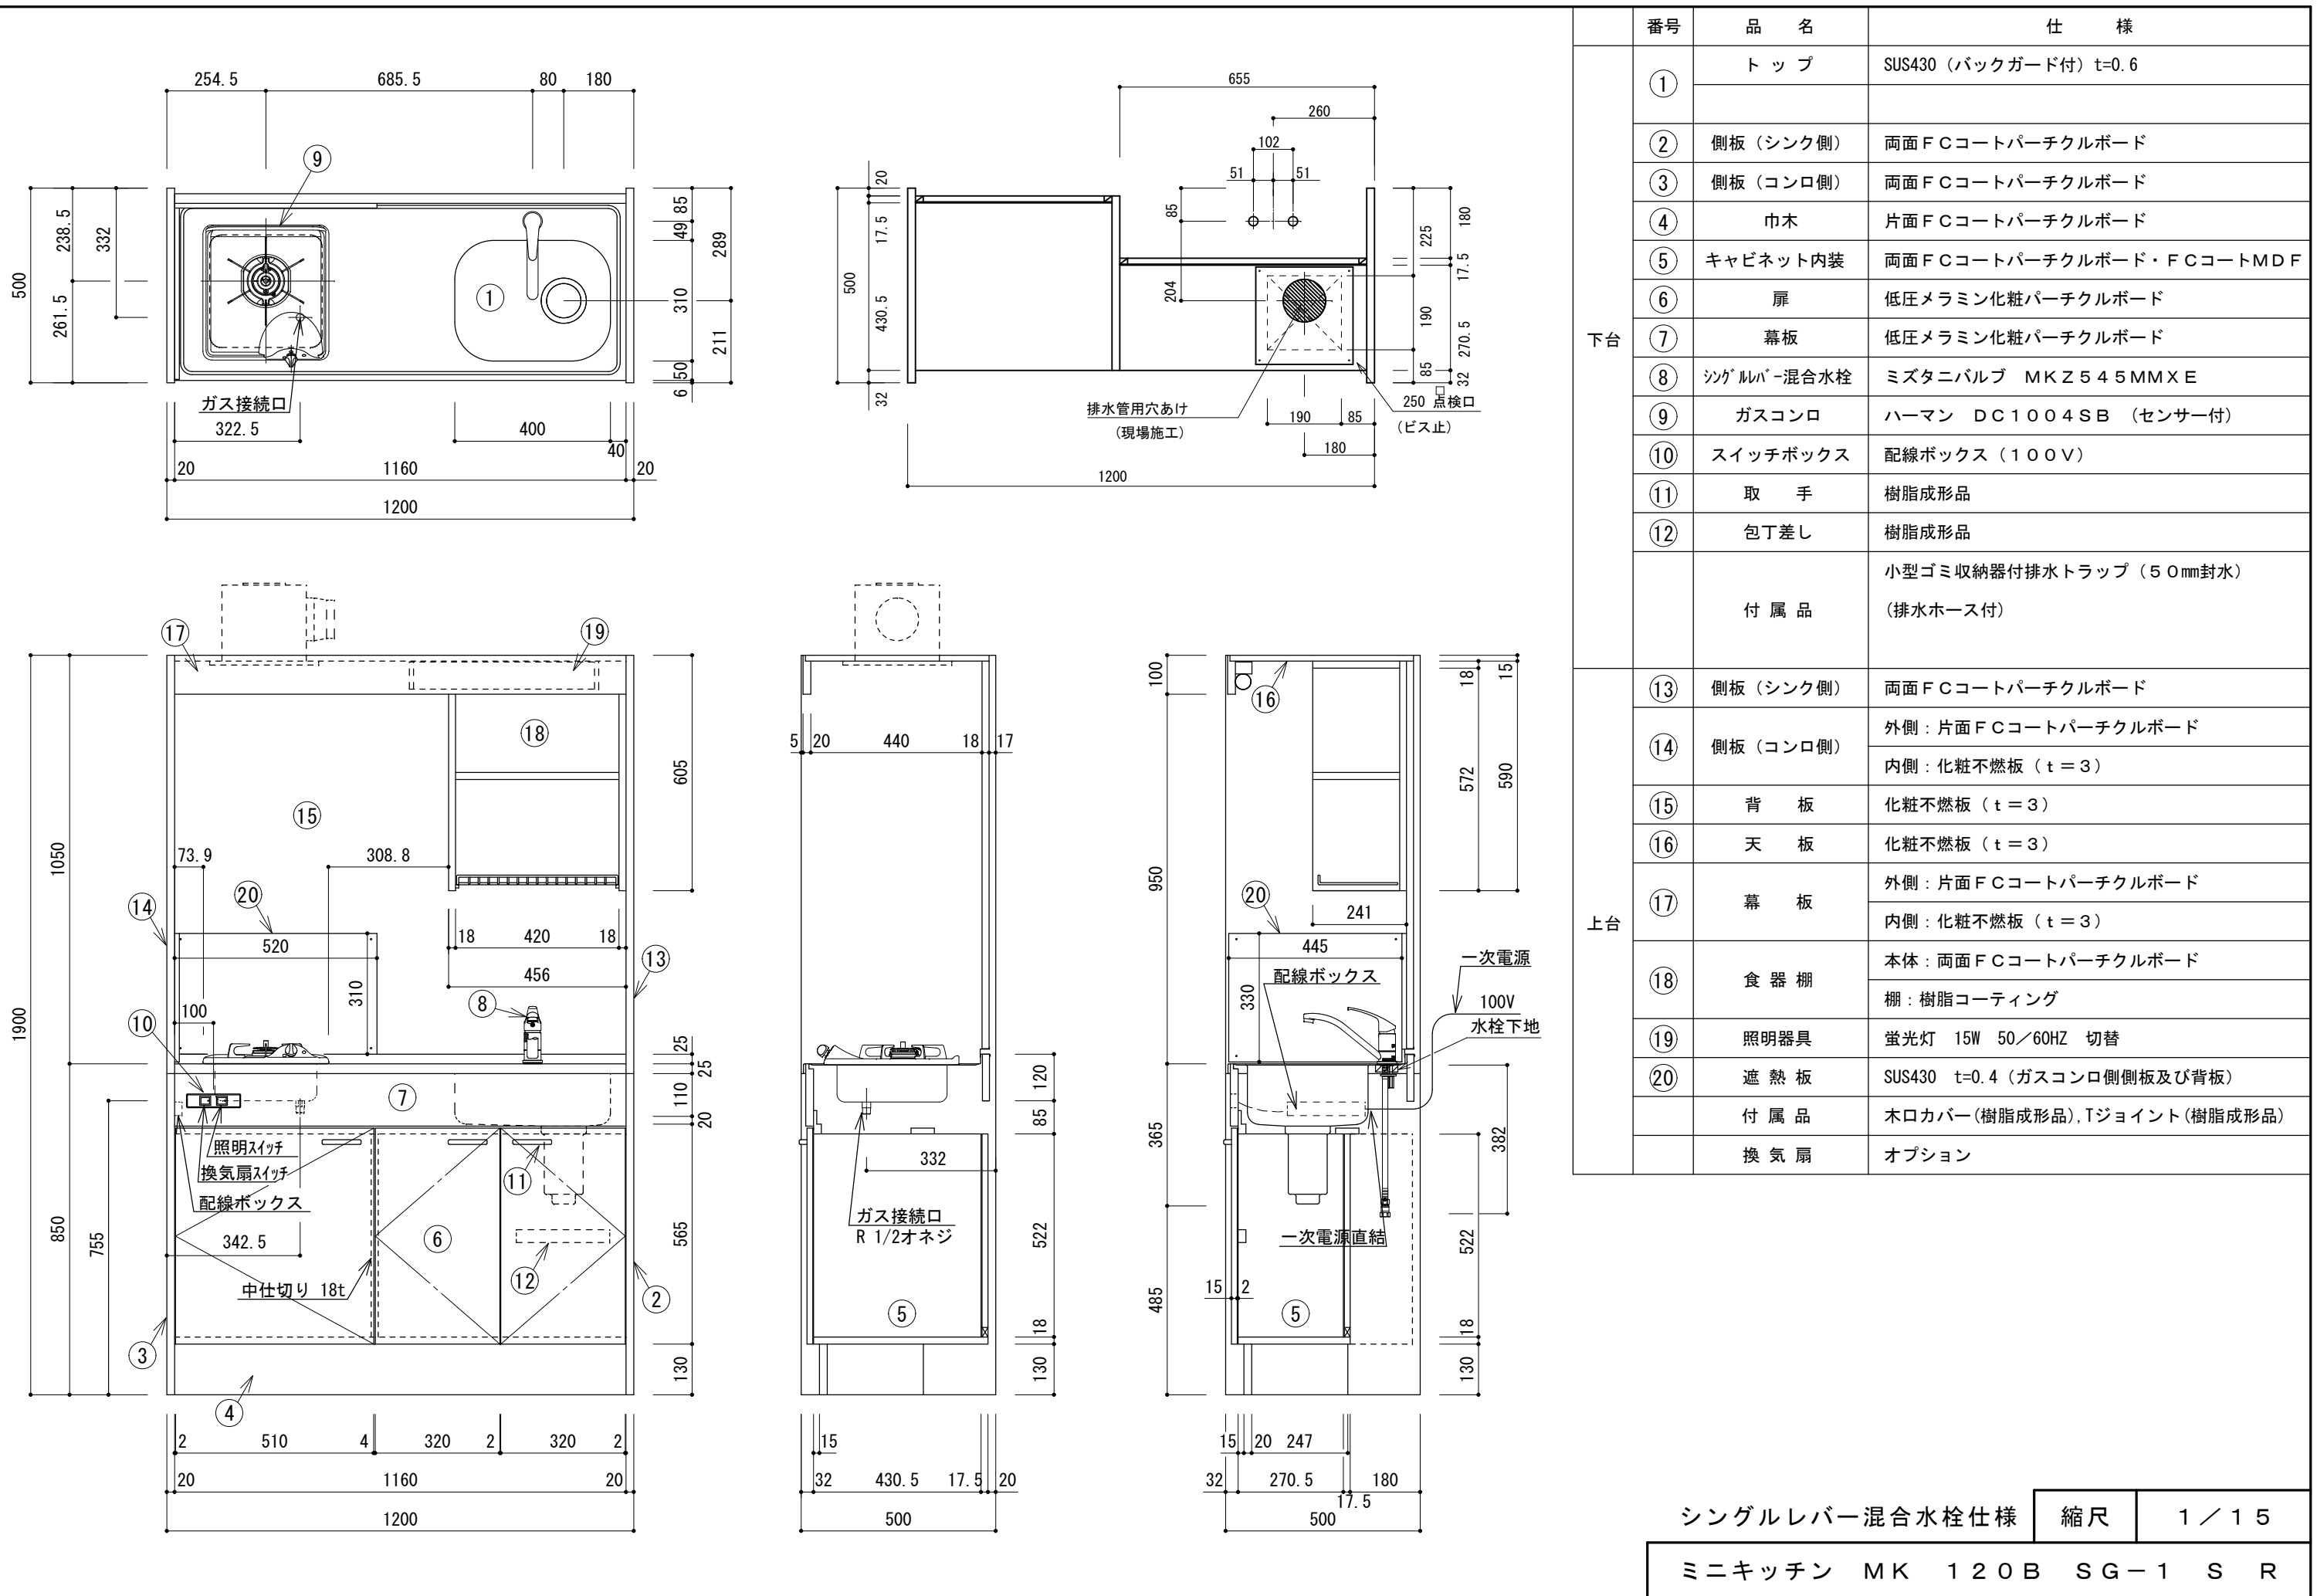 254.5 685.5 80 180
⑨
500
238.5 261.5
332
①
85 49 310 50 6
289 211
ガス接続口
322.5 400 40
20 1160 20
1200
655
260
102
51 51
20 17.5 430.5 32
500
85 204
225 190 85
180 17.5 270.5 32
排水管用穴あけ
(現場施工)
250 □ 点検口
(ビス止)
190 85
180
1200
⑰ ⑲
⑱
⑮
605
73.9 308.8
⑳
⑭
520
310
18 420 18
456
⑬
⑧
⑩
100
1900
1050
850
755
25
25
110
20
565
130
⑦
照明スイッチ
換気扇スイッチ
配線ボックス
⑪
⑥
⑫
342.5
中仕切り 18t
②
③
④
2 510 4 320 2 320 2
20 1160 20
1200
5 20 440 18 17
120
85
332
ガス接続口
R 1/2オネジ
522
⑤
18
130
15
32 430.5 17.5 20
500
100
⑯
18 15
572 590
950
⑳
241
445
配線ボックス
330
一次電源
100V
水栓下地
365
382
一次電源直結
522
15 2
485
⑤
18
130
15 20 247
32 270.5 180
17.5
500
番号 品 名 仕 様
下台
① トップ SUS430（バックガード付）t=0.6
② 側板（シンク側） 両面FCコートパーチクルボード
③ 側板（コンロ側） 両面FCコートパーチクルボード
④ 巾木 片面FCコートパーチクルボード
⑤ キャビネット内装 両面FCコートパーチクルボード・FCコートMDF
⑥ 扉 低圧メラミン化粧パーチクルボード
⑦ 幕板 低圧メラミン化粧パーチクルボード
⑧ シングルレバー混合水栓 ミズタニバルブ MKZ545MMXE
⑨ ガスコンロ ハーマン DC1004SB （センサー付）
⑩ スイッチボックス 配線ボックス（100V）
⑪ 取 手 樹脂成形品
⑫ 包丁差し 樹脂成形品
付 属 品 小型ゴミ収納器付排水トラップ（50㎜封水）
(排水ホース付)
上台
⑬ 側板（シンク側） 両面FCコートパーチクルボード
⑭ 側板（コンロ側） 外側：片面FCコートパーチクルボード
内側：化粧不燃板（t＝3）
⑮ 背 板 化粧不燃板（t＝3）
⑯ 天 板 化粧不燃板（t＝3）
⑰ 幕 板 外側：片面FCコートパーチクルボード
内側：化粧不燃板（t＝3）
⑱ 食 器 棚 本体：両面FCコートパーチクルボード
棚：樹脂コーティング
⑲ 照明器具 蛍光灯 15W 50／60HZ 切替
⑳ 遮 熱 板 SUS430 t=0.4（ガスコンロ側側板及び背板）
付 属 品 木口カバー(樹脂成形品),Tジョイント(樹脂成形品)
換 気 扇 オプション
シングルレバー混合水栓仕様 縮尺 1／15
ミニキッチン MK 120B SG－1 S R